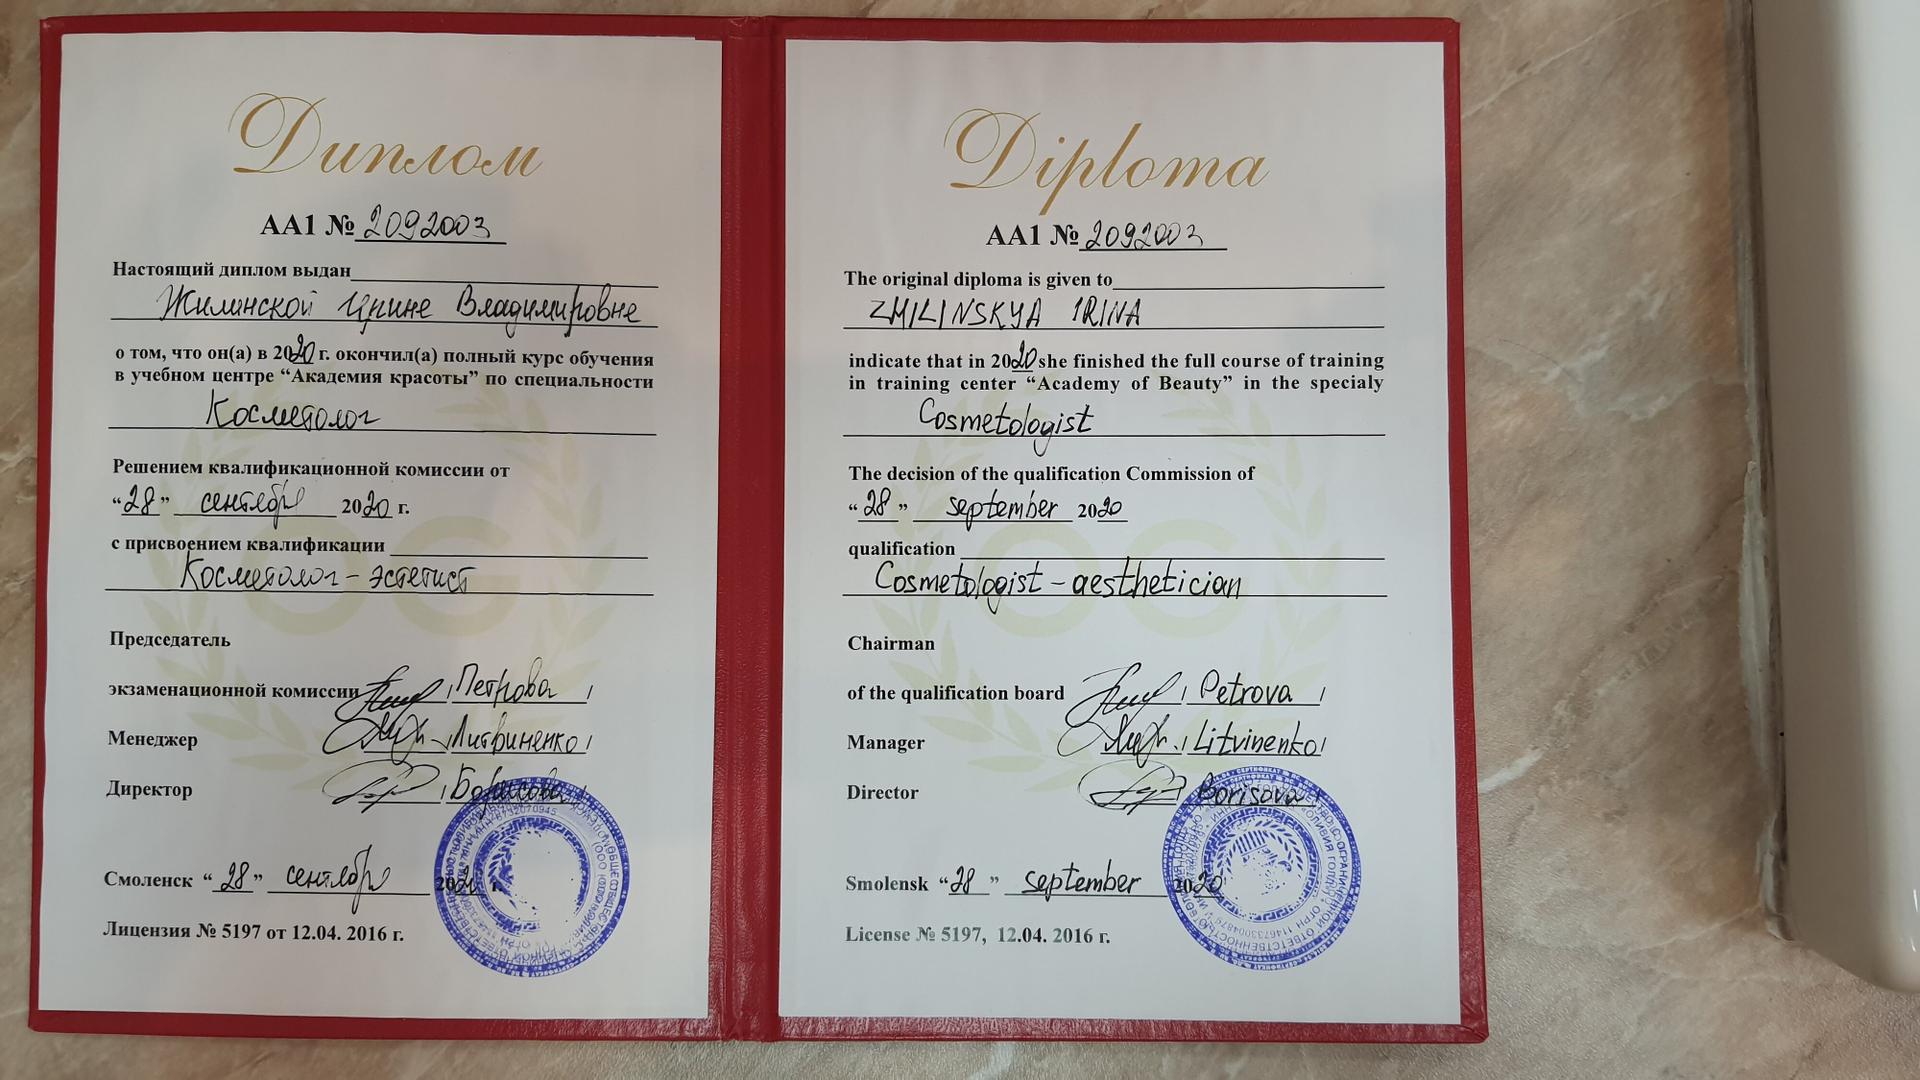 Диплом
АА1 № 2092003
Настоящий диплом выдан
Жилинской Ирине Владимировне
о том, что он(а) в 2020 г. окончил(а) полный курс обучения
в учебном центре “Академия красоты” по специальности
Косметолог
Решением квалификационной комиссии от
“28” сентября 2020 г.
с присвоением квалификации
Косметолог-эстетист
Председатель
экзаменационной комиссии / Петрова /
Менеджер / Литвиненко /
Директор / Борисова /
Смоленск “28” сентября 2020 г.
Лицензия № 5197 от 12.04. 2016 г.
Diploma
АА1 № 2092003
The original diploma is given to
ZHILINSKYA IRINA
indicate that in 2020 she finished the full course of training
in training center “Academy of Beauty” in the specialy
Cosmetologist
The decision of the qualification Commission of
“28” september 2020
qualification
Cosmetologist-aesthetician
Chairman
of the qualification board / Petrova /
Manager / Litvinenko /
Director / Borisova /
Smolensk “28” september 2020
License № 5197, 12.04. 2016 г.